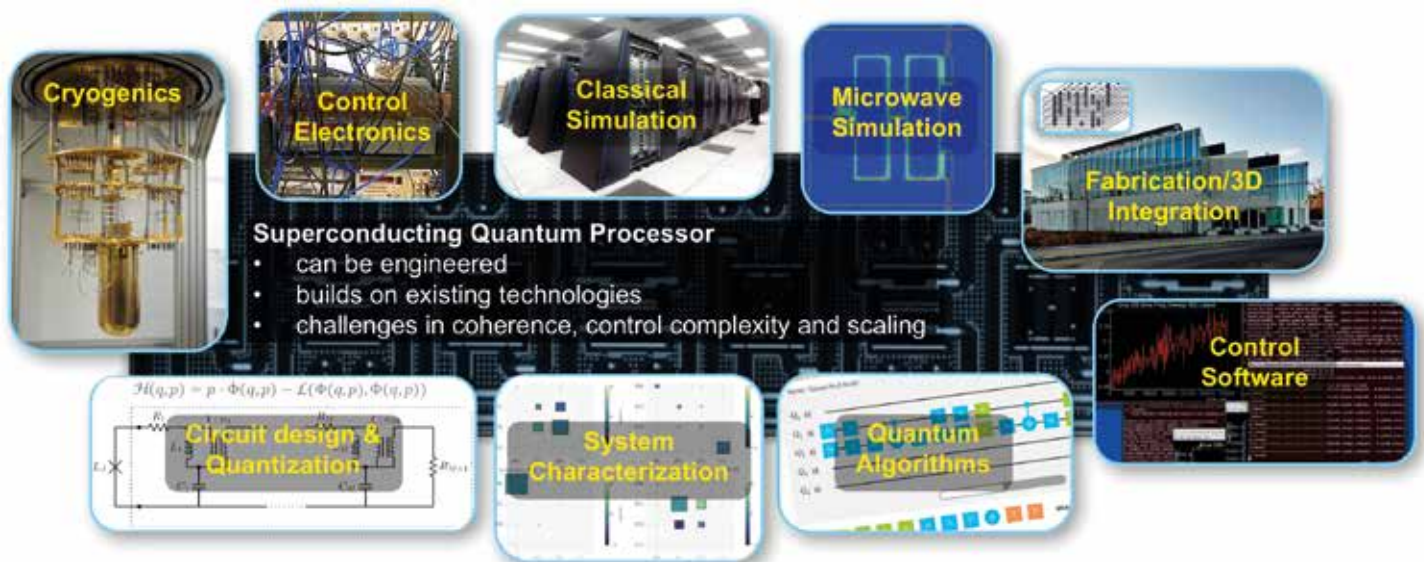 Cryogenics
Control
Electronics
Classical
Simulation
Microwave
Simulation
Fabrication/3D
Integration
Superconducting Quantum Processor
• can be engineered
• builds on existing technologies
• challenges in coherence, control complexity and scaling
Control
Software
Circuit design &
Quantization
System
Characterization
Quantum
Algorithms